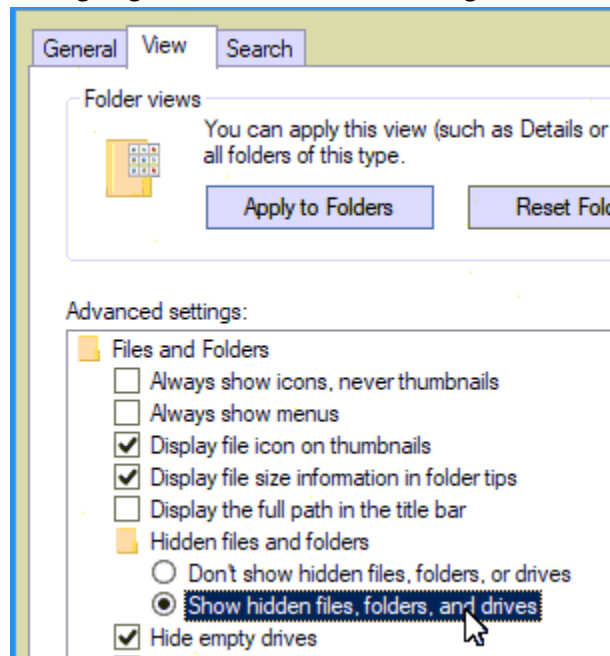 General View Search
Folder views
You can apply this view (such as Details or
all folders of this type.
Apply to Folders Reset
Advanced settings:
Files and Folders
Always show icons, never thumbnails
Always show menus
Display file icon on thumbnails
Display file size information in folder tips
Display the full path in the title bar
Hidden files and folders
Don't show hidden files, folders, or drives
Show hidden files, folders, and drives
Hide empty drives